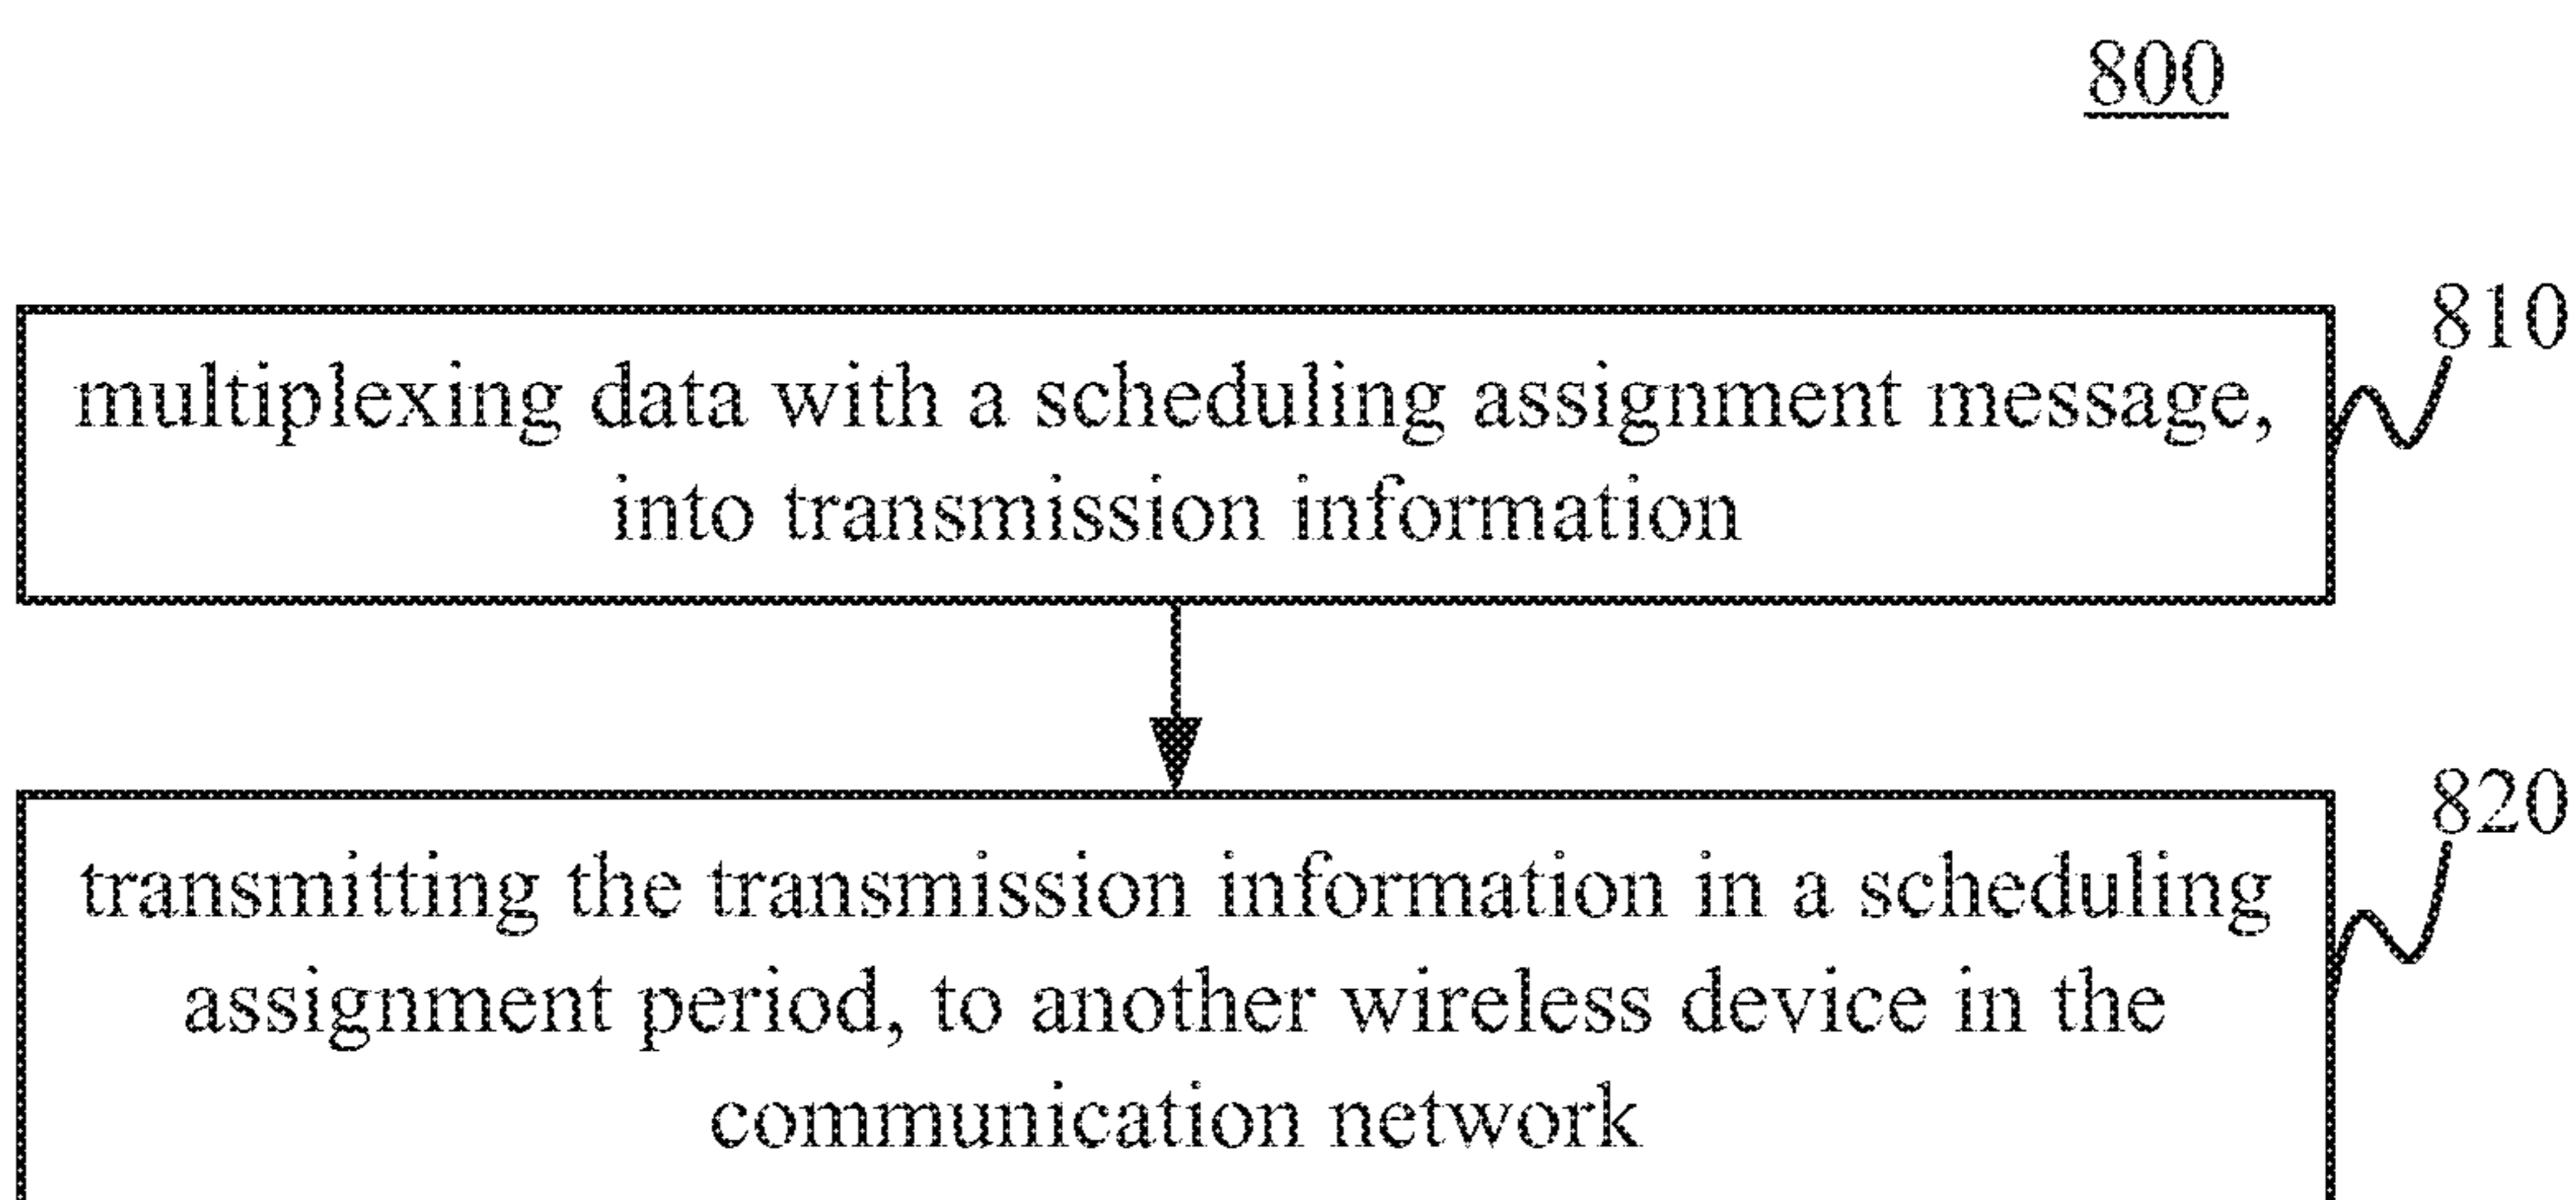 800
810
multiplexing data with a scheduling assignment message,
into transmission information
820
transmitting the transmission information in a scheduling
assignment period, to another wireless device in the
communication network